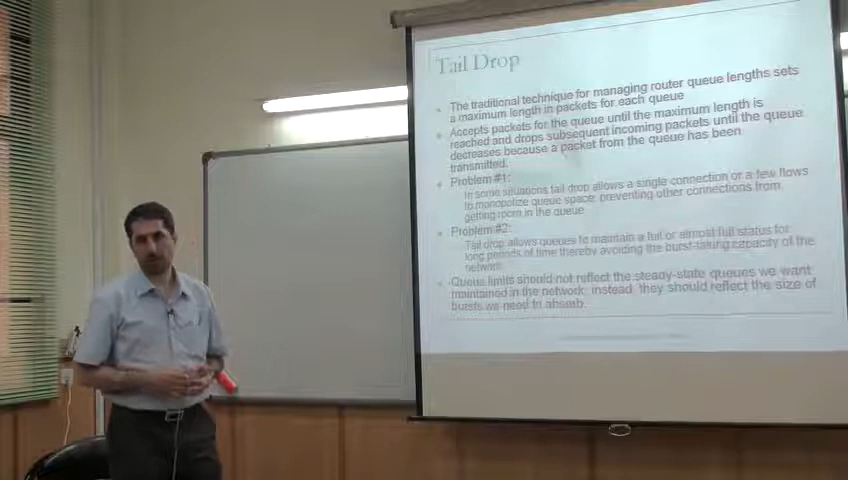 Tail Drop
The traditional technique for managing router queue lengths sets
a maximum length in packets for each queue
Accepts packets for the queue until the maximum length is
reached and drops subsequent incoming packets until the queue
decreases because a packet from the queue has been
transmitted.
Problem #1:
In some situations tail drop allows a single connection or a few flows
to monopolize queue space, preventing other connections from
getting room in the queue
Problem #2:
Tail drop allows queues to maintain a full or almost full status for
long periods of time thereby avoiding the burst-taking capacity of the
network.
Queue limits should not reflect the steady-state queues we want
maintained in the network; instead, they should reflect the size of
bursts we need to absorb.